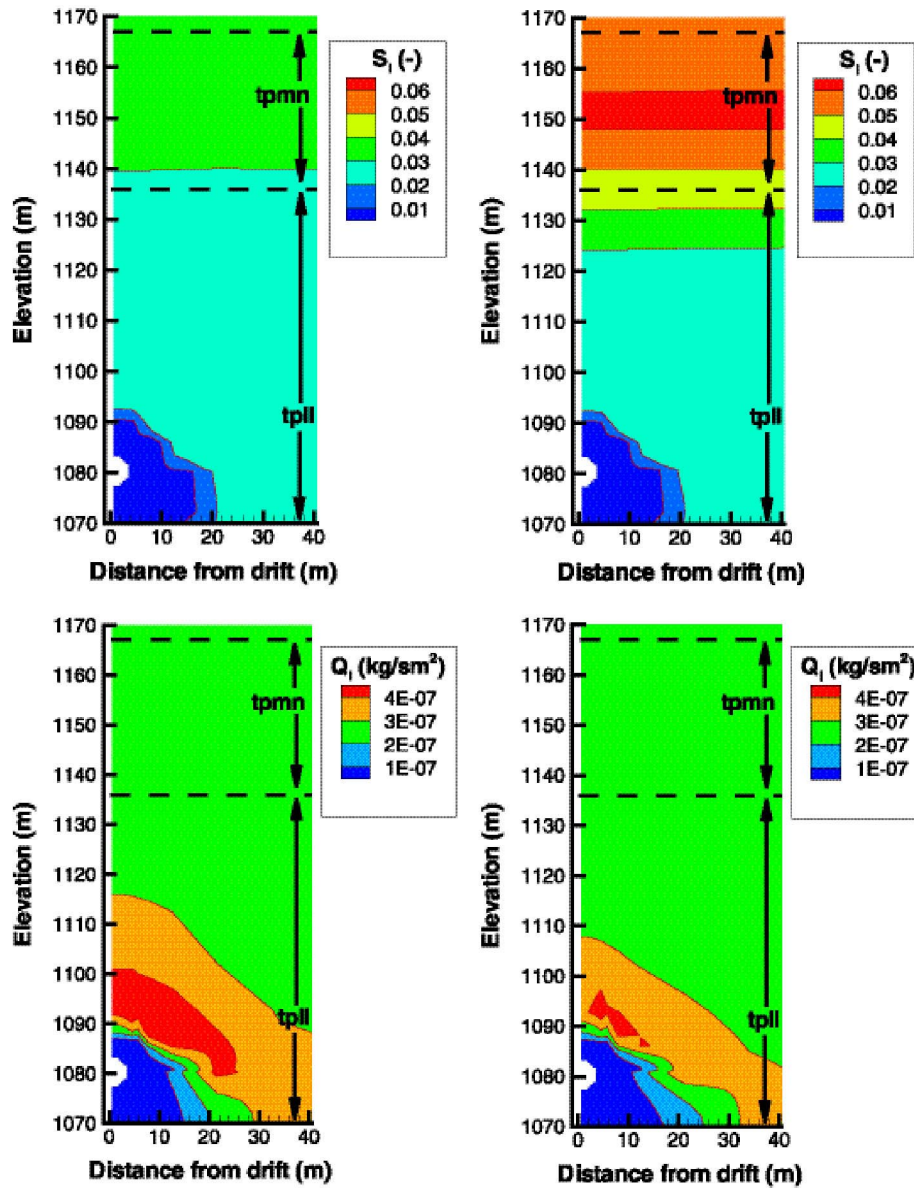 1170
1160
1150
1140
1130
1120
1110
1100
1090
1080
1070
Elevation (m)
0 10 20 30 40
Distance from drift (m)
tpmn
tpll
S_l (-)
0.06
0.05
0.04
0.03
0.02
0.01
1170
1160
1150
1140
1130
1120
1110
1100
1090
1080
1070
Elevation (m)
0 10 20 30 40
Distance from drift (m)
tpmn
tpll
S_l (-)
0.06
0.05
0.04
0.03
0.02
0.01
1170
1160
1150
1140
1130
1120
1110
1100
1090
1080
1070
Elevation (m)
0 10 20 30 40
Distance from drift (m)
tpmn
tpll
Q_l (kg/sm²)
4E-07
3E-07
2E-07
1E-07
1170
1160
1150
1140
1130
1120
1110
1100
1090
1080
1070
Elevation (m)
0 10 20 30 40
Distance from drift (m)
tpmn
tpll
Q_l (kg/sm²)
4E-07
3E-07
2E-07
1E-07